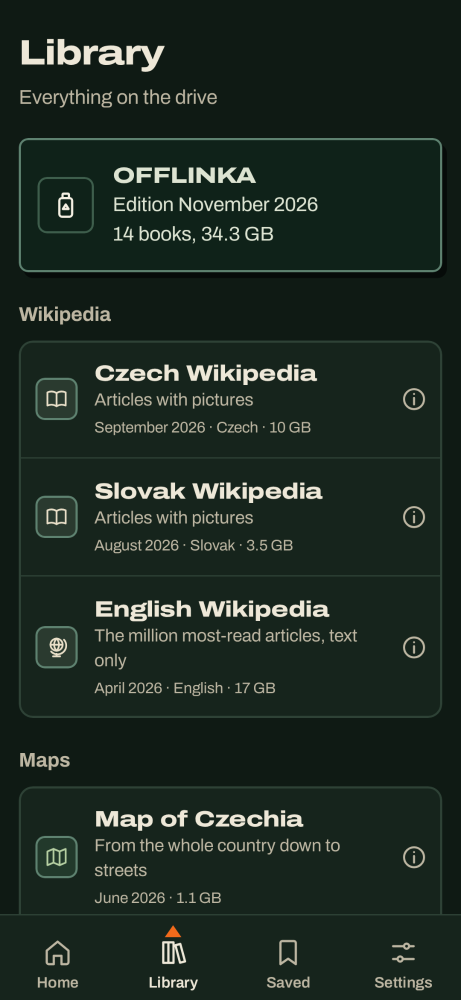 Library
Everything on the drive
OFFLINKA
Edition November 2026
14 books, 34.3 GB
Wikipedia
Czech Wikipedia
Articles with pictures
September 2026 · Czech · 10 GB
Slovak Wikipedia
Articles with pictures
August 2026 · Slovak · 3.5 GB
English Wikipedia
The million most-read articles, text
only
April 2026 · English · 17 GB
Maps
Map of Czechia
From the whole country down to
streets
June 2026 · 1.1 GB
Home
Library
Saved
Settings